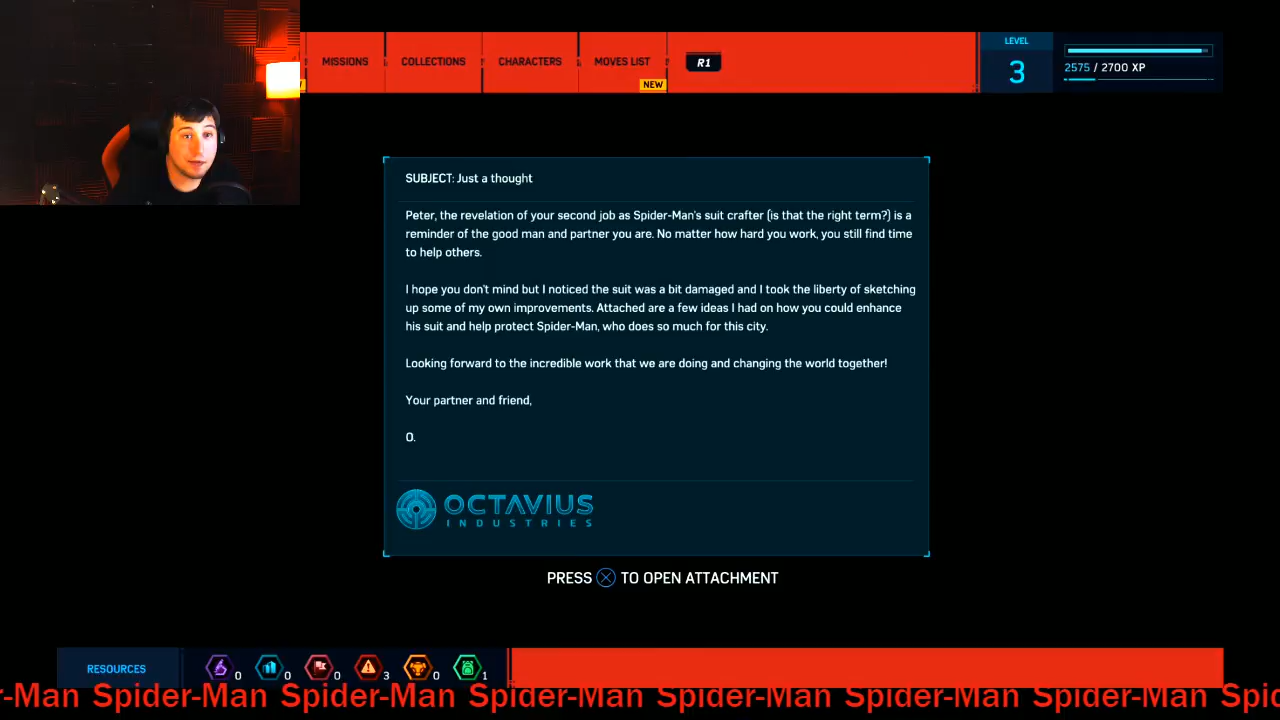 MISSIONS COLLECTIONS CHARACTERS MOVES LIST R1
NEW
LEVEL
3
2575 / 2700 XP
SUBJECT: Just a thought
Peter, the revelation of your second job as Spider-Man's suit crafter (is that the right term?) is a
reminder of the good man and partner you are. No matter how hard you work, you still find time
to help others.
I hope you don't mind but I noticed the suit was a bit damaged and I took the liberty of sketching
up some of my own improvements. Attached are a few ideas I had on how you could enhance
his suit and help protect Spider-Man, who does so much for this city.
Looking forward to the incredible work that we are doing and changing the world together!
Your partner and friend,
O.
OCTAVIUS
INDUSTRIES
PRESS TO OPEN ATTACHMENT
RESOURCES 0 0 0 3 0 1
r-Man Spider-Man Spider-Man Spider-Man Spider-Man Spider-Man Spid